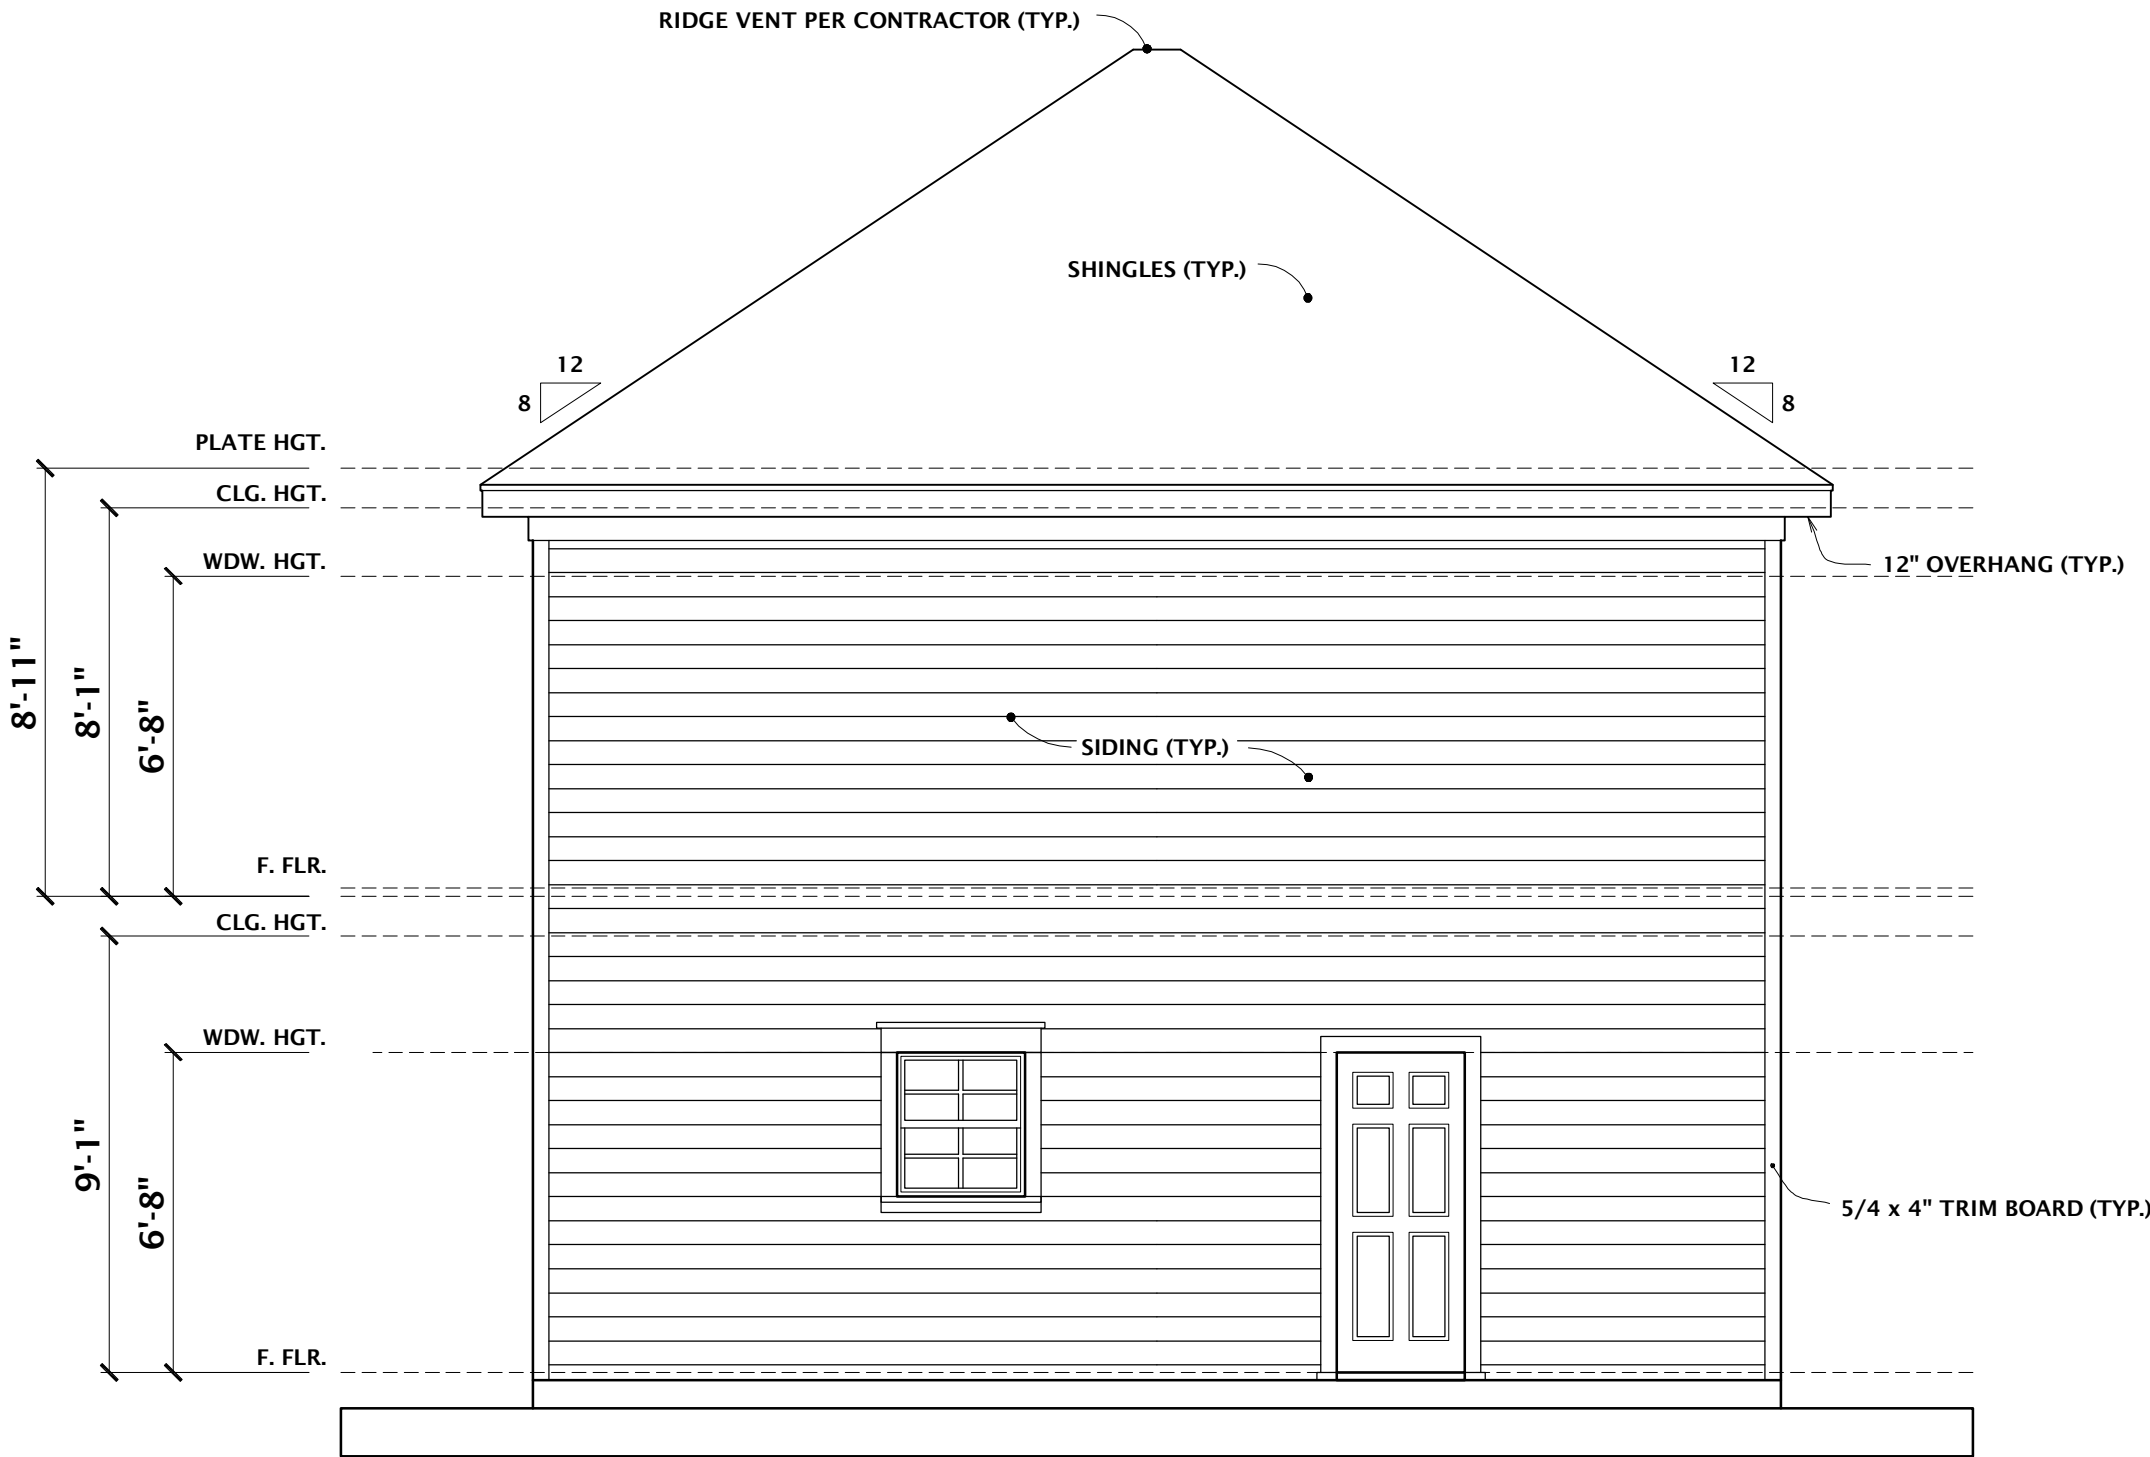 RIDGE VENT PER CONTRACTOR (TYP.)
SHINGLES (TYP.)
12
8
12
8
PLATE HGT.
CLG. HGT.
WDW. HGT.
12" OVERHANG (TYP.)
8'-11"
8'-1"
6'-8"
SIDING (TYP.)
F. FLR.
CLG. HGT.
WDW. HGT.
9'-1"
6'-8"
5/4 x 4" TRIM BOARD (TYP.)
F. FLR.